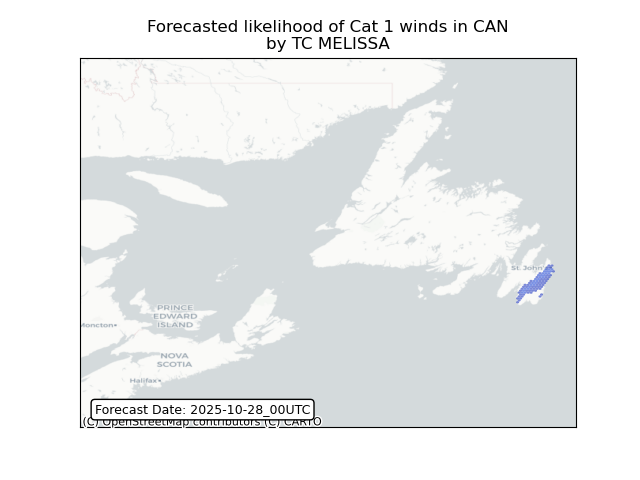 Forecasted likelihood of Cat 1 winds in CAN
by TC MELISSA
St. John's
PRINCE
EDWARD
ISLAND
Moncton
NOVA
SCOTIA
Halifax
Forecast Date: 2025-10-28_00UTC
(C) OpenStreetMap contributors (C) CARTO